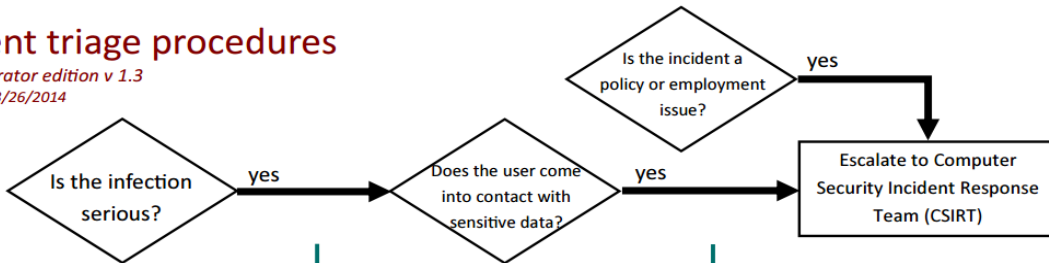 ent triage procedures
rator edition v 1.3
/26/2014
Is the incident a
policy or employment
issue?
yes
Is the infection
serious?
yes
Does the user come
into contact with
sensitive data?
yes
Escalate to Computer
Security Incident Response
Team (CSIRT)